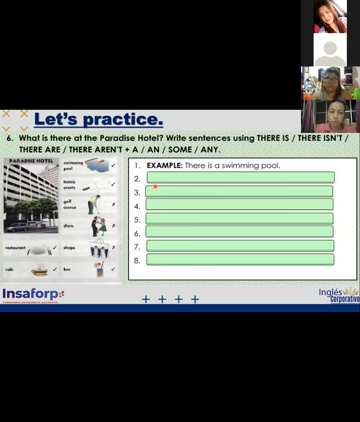 Let's practice.
6. What is there at the Paradise Hotel? Write sentences using THERE IS / THERE ISN'T /
THERE ARE / THERE AREN'T + A / AN / SOME / ANY.
PARADISE HOTEL
swimming
pool
tennis
courts
golf
course
disco
restaurant
shops
cafe
bar
1. EXAMPLE: There is a swimming pool.
2.
3.
4.
5.
6.
7.
8.
Insaforp
Inglés
Corporativo